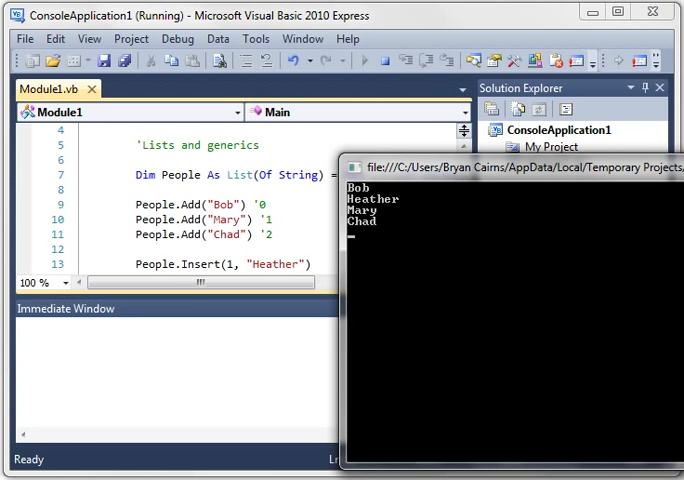 ConsoleApplication1 (Running) - Microsoft Visual Basic 2010 Express
File Edit View Project Debug Data Tools Window Help
Module1.vb
Solution Explorer
Module1 Main
ConsoleApplication1
My Project
4
5 'Lists and generics
6
7 Dim People As List(Of String) =
8
9 People.Add("Bob") '0
10 People.Add("Mary") '1
11 People.Add("Chad") '2
12
13 People.Insert(1, "Heather")
100 %
file:///C:/Users/Bryan Cairns/AppData/Local/Temporary Projects/
Bob
Heather
Mary
Chad
Immediate Window
Ready